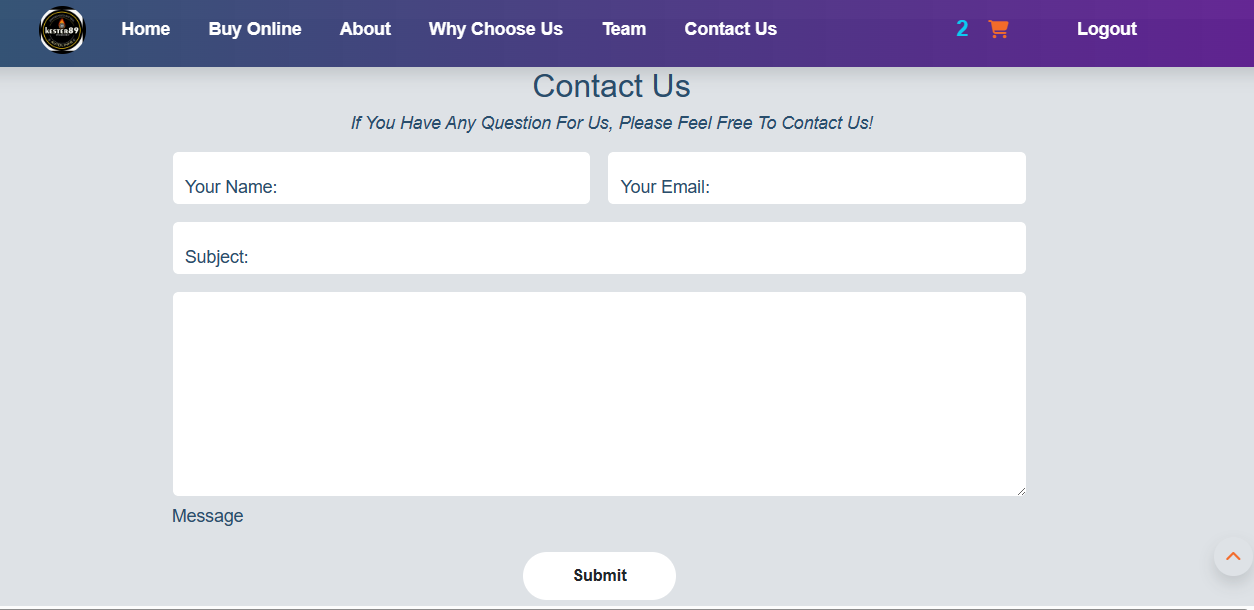 KESTER89
Home Buy Online About Why Choose Us Team Contact Us 2 Logout
Contact Us
If You Have Any Question For Us, Please Feel Free To Contact Us!
Your Name: Your Email:
Subject:
Message
Submit